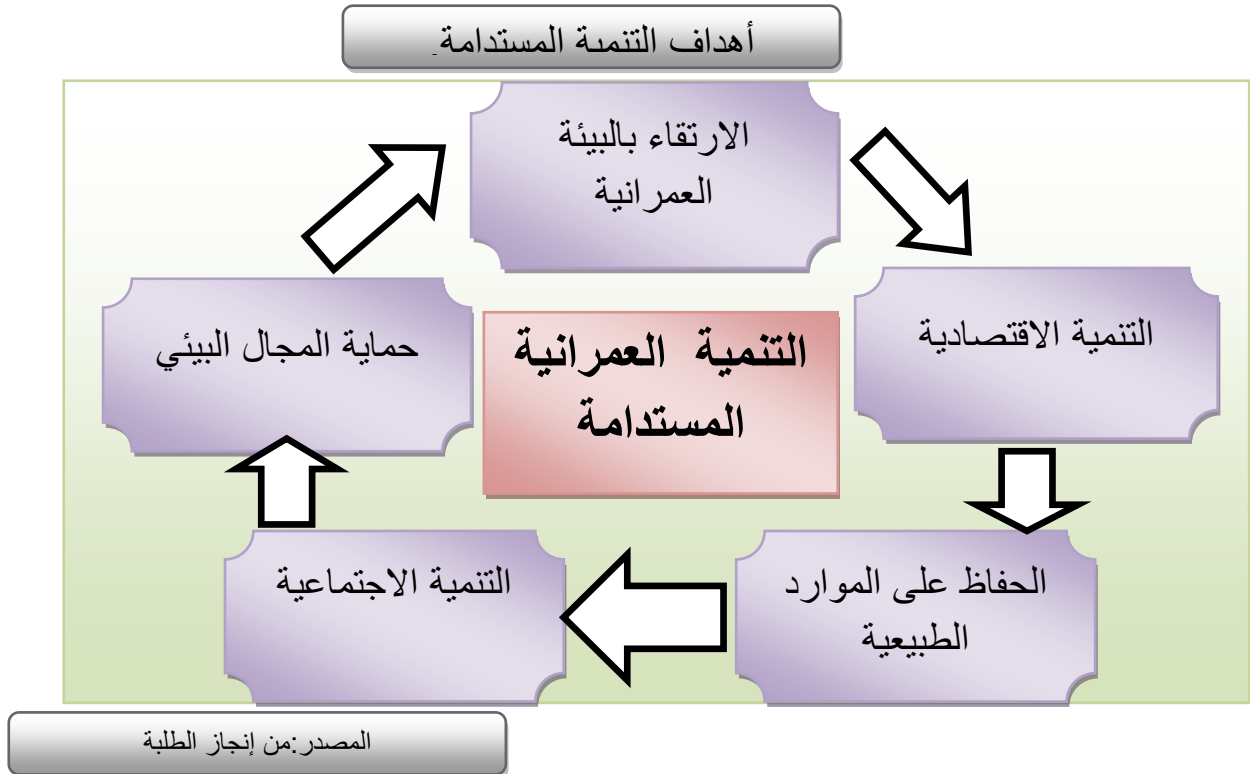 أهداف التنمية المستدامة
الارتقاء بالبيئة
العمرانية
التنمية الاقتصادية
الحفاظ على الموارد
الطبيعية
التنمية الاجتماعية
حماية المجال البيئي
التنمية العمرانية
المستدامة
المصدر:من إنجاز الطلبة